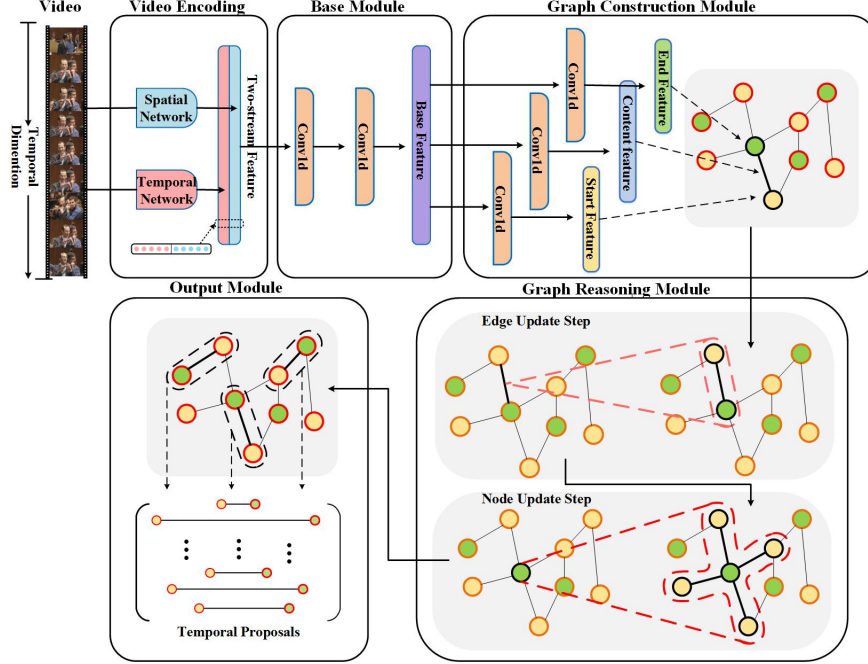 Video
Video Encoding
Base Module
Graph Construction Module
Temporal
Dimention
Spatial
Network
Temporal
Network
Two-stream Feature
Conv1d
Conv1d
Base Feature
Conv1d
Conv1d
Conv1d
End Feature
Content feature
Start Feature
Output Module
Graph Reasoning Module
Edge Update Step
Node Update Step
Temporal Proposals